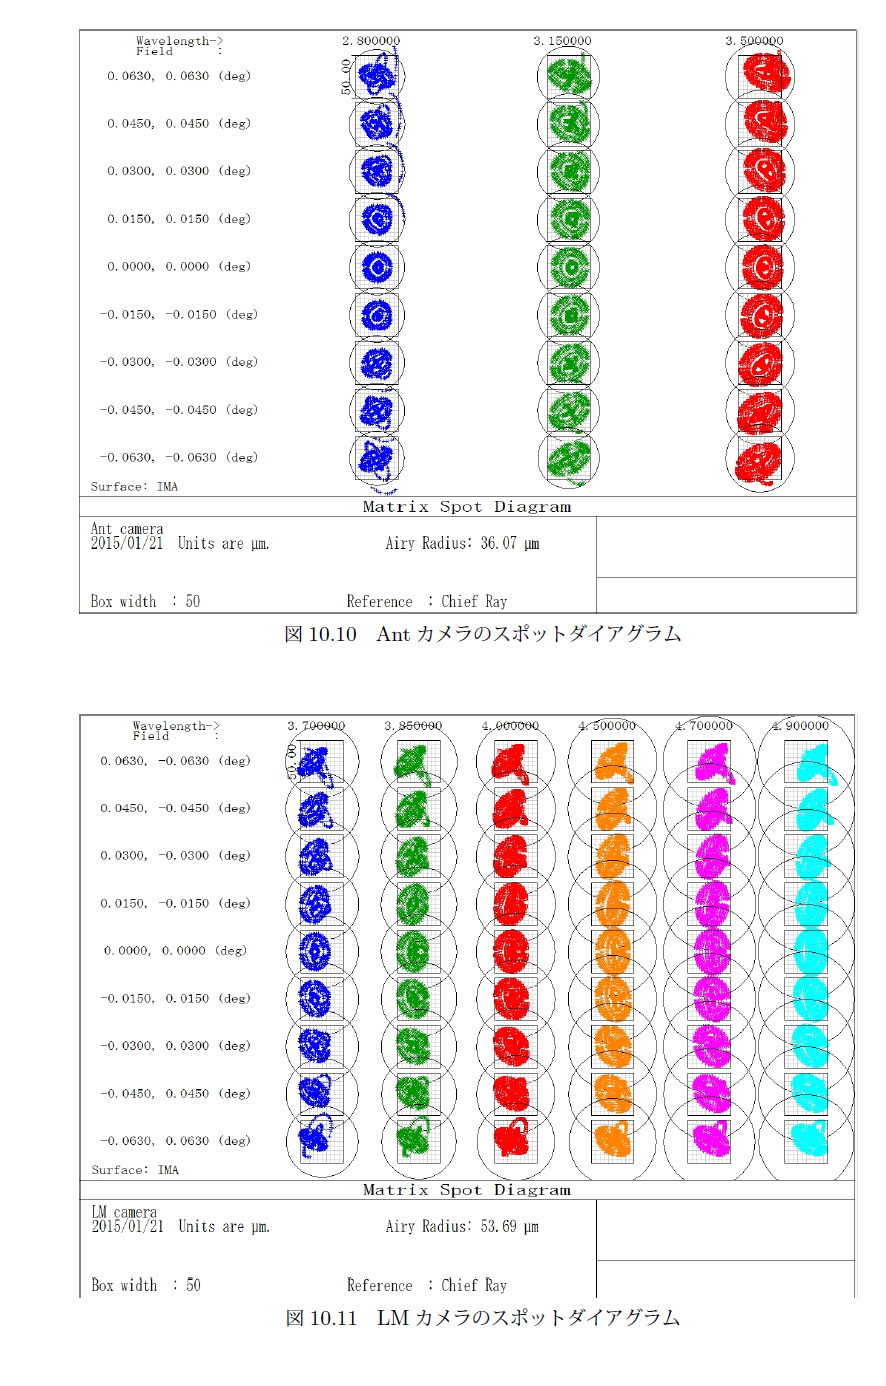 Wavelength-> 2.800000 3.150000 3.500000
Field :
0.0630, 0.0630 (deg)
50.00
0.0450, 0.0450 (deg)
0.0300, 0.0300 (deg)
0.0150, 0.0150 (deg)
0.0000, 0.0000 (deg)
-0.0150, -0.0150 (deg)
-0.0300, -0.0300 (deg)
-0.0450, -0.0450 (deg)
-0.0630, -0.0630 (deg)
Surface: IMA
Matrix Spot Diagram
Ant camera
2015/01/21 Units are µm. Airy Radius: 36.07 µm
Box width : 50 Reference : Chief Ray
図 10.10 Ant カメラのスポットダイアグラム
Wavelength-> 3.700000 3.850000 4.000000 4.500000 4.700000 4.900000
Field :
0.0630, -0.0630 (deg)
50.00
0.0450, -0.0450 (deg)
0.0300, -0.0300 (deg)
0.0150, -0.0150 (deg)
0.0000, 0.0000 (deg)
-0.0150, 0.0150 (deg)
-0.0300, 0.0300 (deg)
-0.0450, 0.0450 (deg)
-0.0630, 0.0630 (deg)
Surface: IMA
Matrix Spot Diagram
LM camera
2015/01/21 Units are µm. Airy Radius: 53.69 µm
Box width : 50 Reference : Chief Ray
図 10.11 LM カメラのスポットダイアグラム